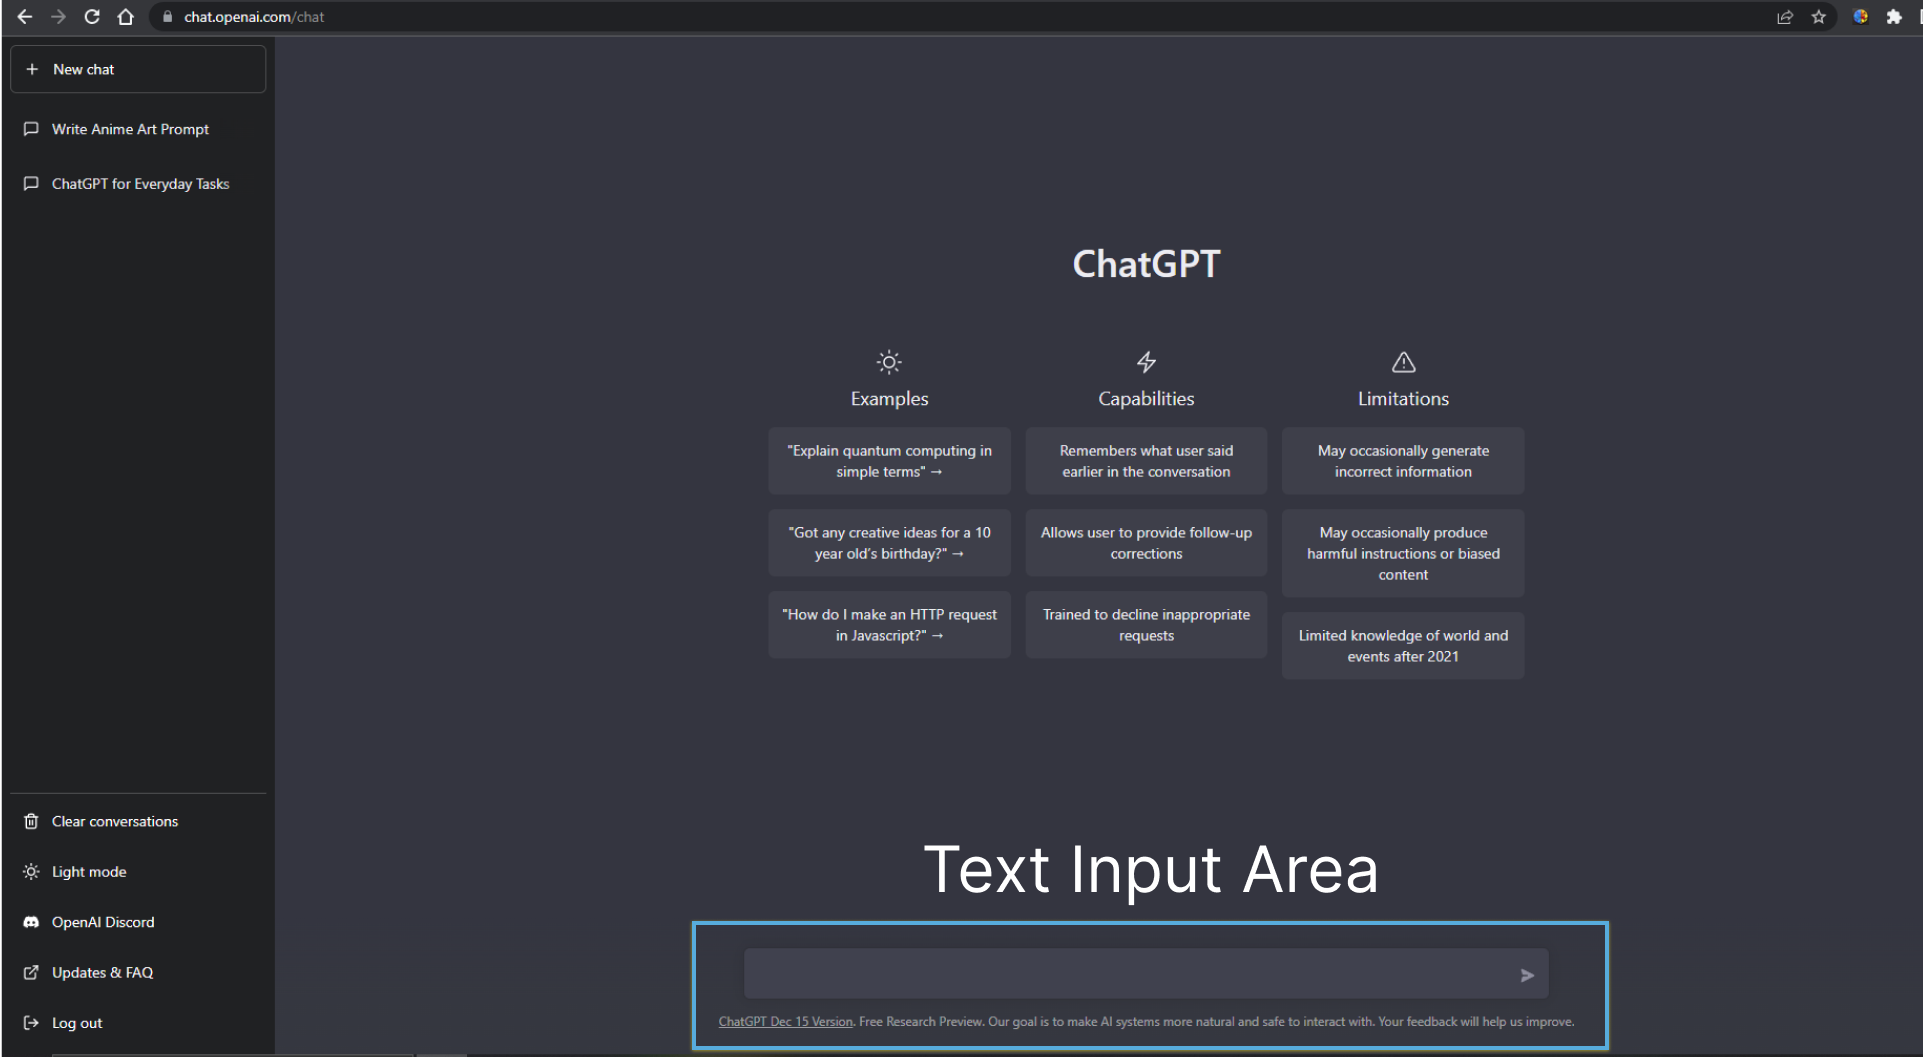 chat.openai.com/chat
New chat
Write Anime Art Prompt
ChatGPT for Everyday Tasks
ChatGPT
Examples
"Explain quantum computing in
simple terms" →
"Got any creative ideas for a 10
year old's birthday?" →
"How do I make an HTTP request
in Javascript?" →
Capabilities
Remembers what user said
earlier in the conversation
Allows user to provide follow-up
corrections
Trained to decline inappropriate
requests
Limitations
May occasionally generate
incorrect information
May occasionally produce
harmful instructions or biased
content
Limited knowledge of world and
events after 2021
Clear conversations
Light mode
OpenAI Discord
Updates & FAQ
Log out
Text Input Area
ChatGPT Dec 15 Version. Free Research Preview. Our goal is to make AI systems more natural and safe to interact with. Your feedback will help us improve.